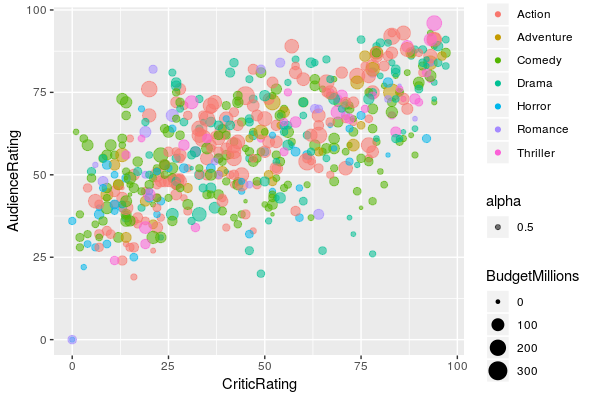 100
75
50
25
0
AudienceRating
0
25
50
75
100
CriticRating
Action
Adventure
Comedy
Drama
Horror
Romance
Thriller
alpha
0.5
BudgetMillions
0
100
200
300